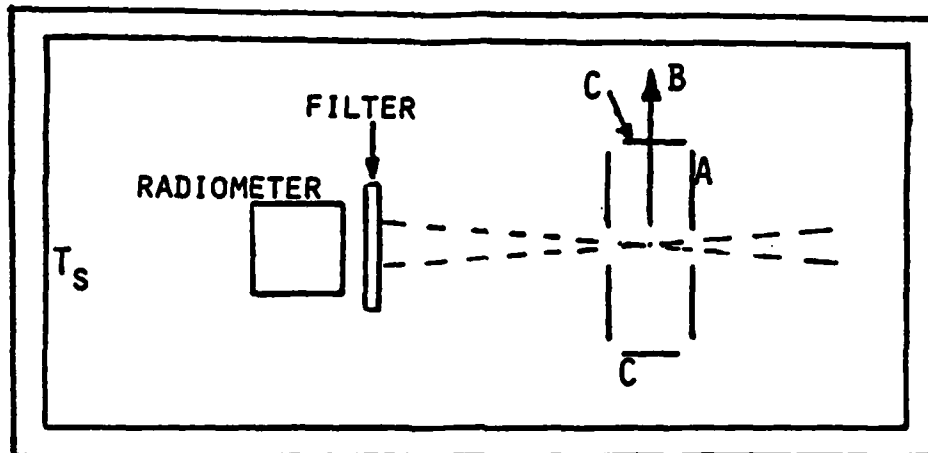 C B
FILTER
A
RADIOMETER
T_S
C